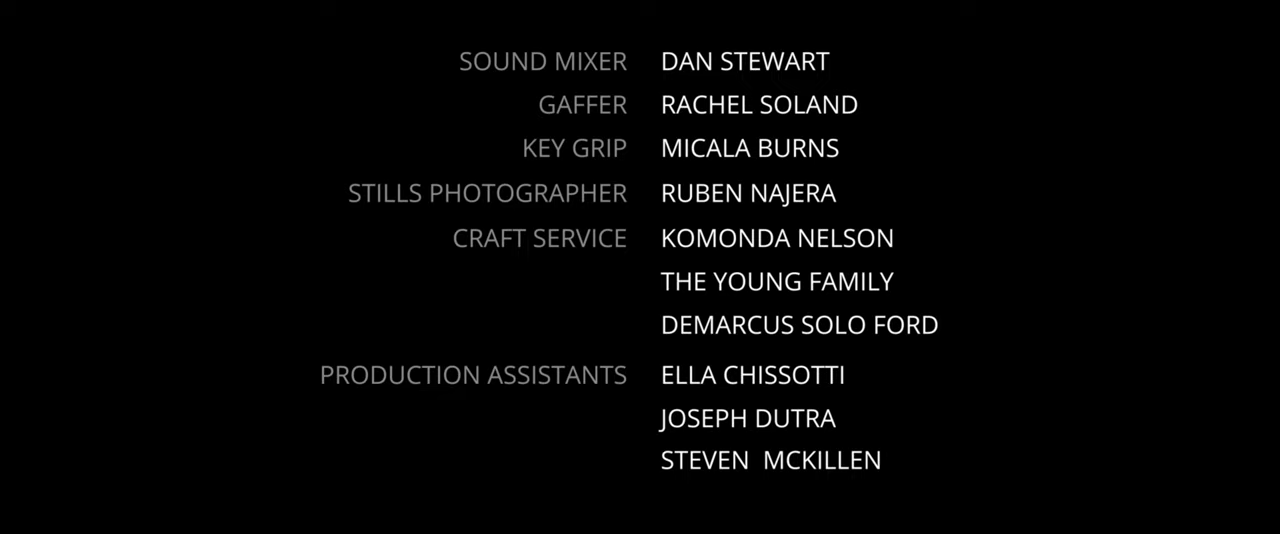 SOUND MIXER DAN STEWART
GAFFER RACHEL SOLAND
KEY GRIP MICALA BURNS
STILLS PHOTOGRAPHER RUBEN NAJERA
CRAFT SERVICE KOMONDA NELSON
THE YOUNG FAMILY
DEMARCUS SOLO FORD
PRODUCTION ASSISTANTS ELLA CHISSOTTI
JOSEPH DUTRA
STEVEN  MCKILLEN